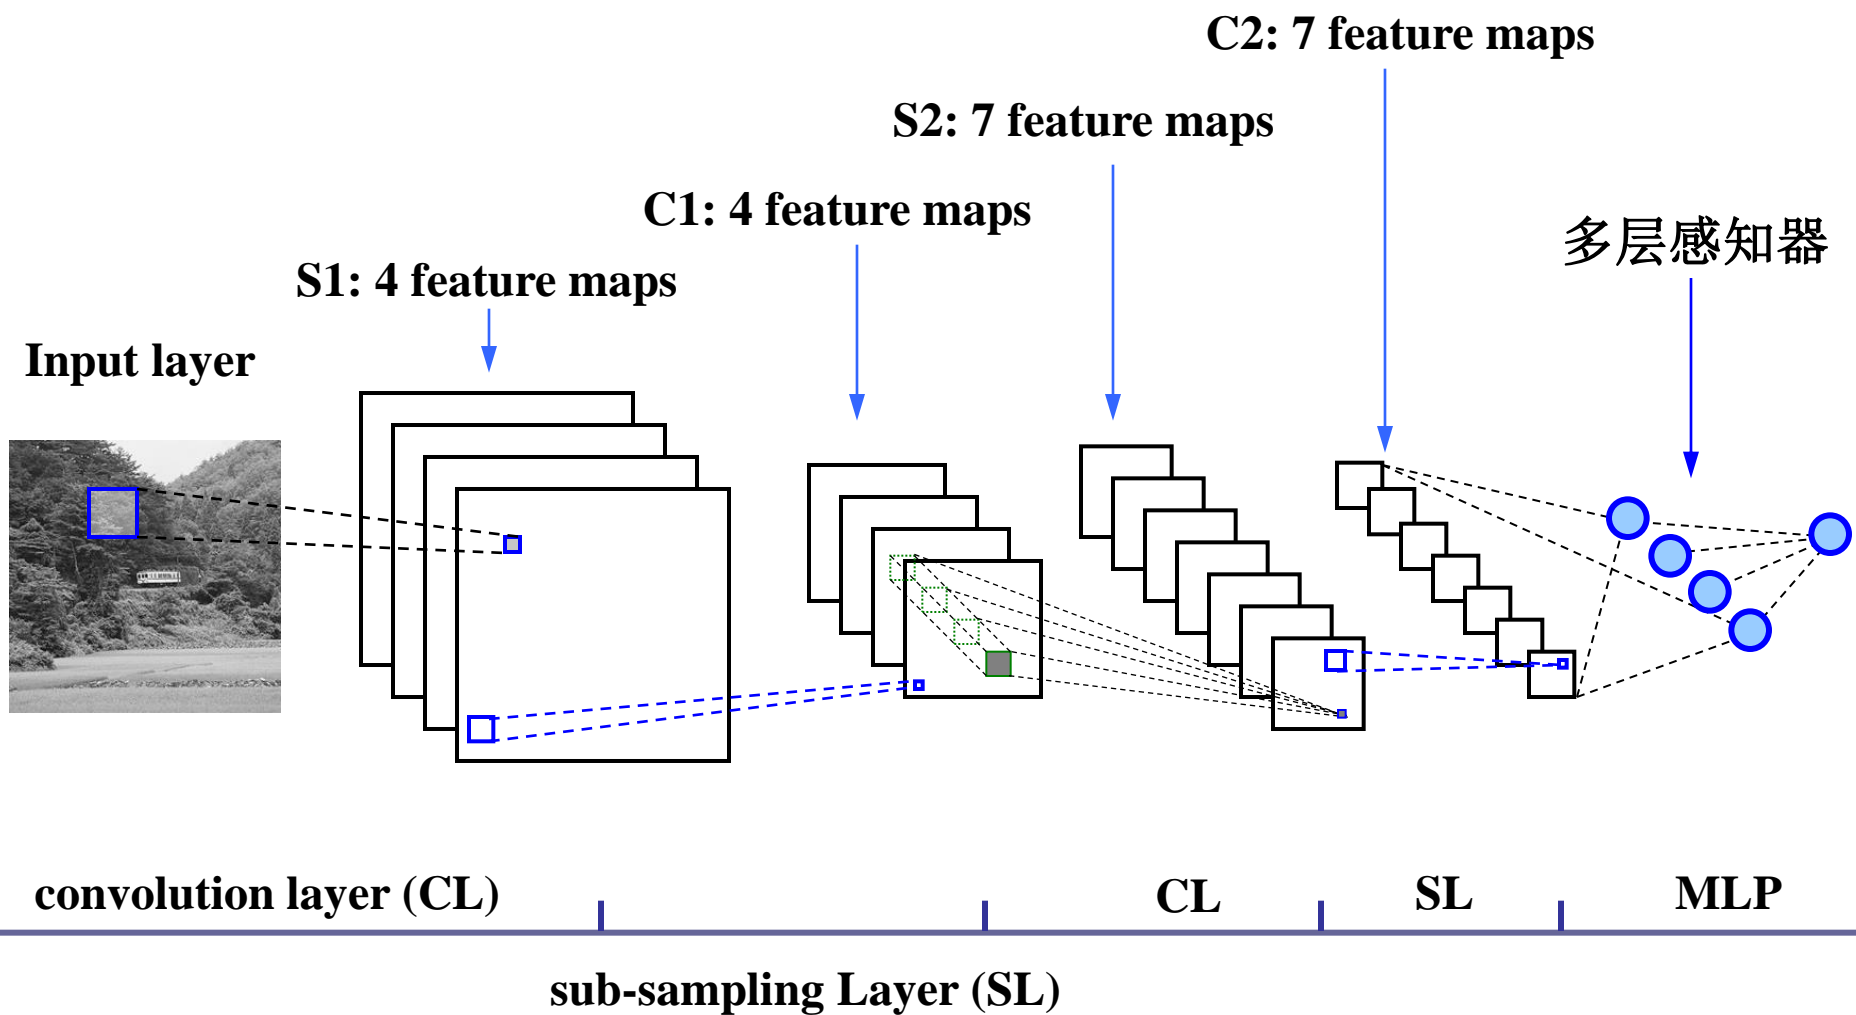 C2: 7 feature maps
S2: 7 feature maps
C1: 4 feature maps
多层感知器
S1: 4 feature maps
Input layer
convolution layer (CL)
CL
SL
MLP
sub-sampling Layer (SL)